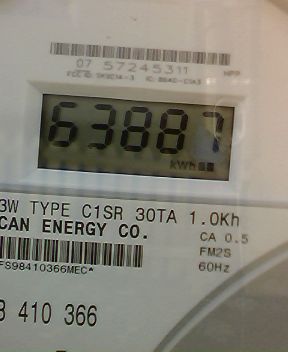 07 57245311
63887
kWh
3W TYPE C1SR 30TA 1.0Kh
CAN ENERGY CO.
CA 0.5
FM2S
60Hz
FS98410366MEC*
410 366